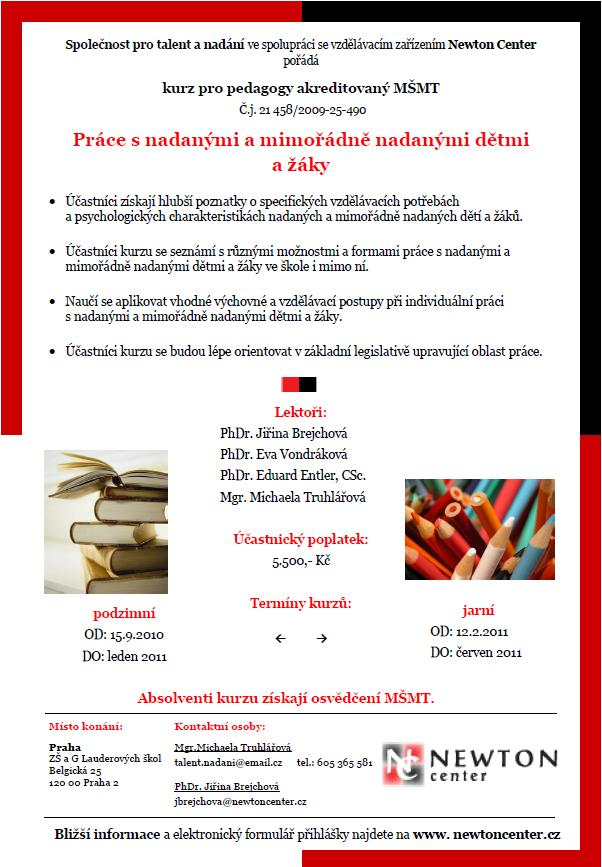 Společnost pro talent a nadání ve spolupráci se vzdělávacím zařízením Newton Center
pořádá
kurz pro pedagogy akreditovaný MŠMT
Č.j. 21 458/2009-25-490
Práce s nadanými a mimořádně nadanými dětmi
a žáky
• Účastníci získají hlubší poznatky o specifických vzdělávacích potřebách
a psychologických charakteristikách nadaných a mimořádně nadaných dětí a žáků.
• Účastníci kurzu se seznámí s různými možnostmi a formami práce s nadanými a
mimořádně nadanými dětmi a žáky ve škole i mimo ní.
• Naučí se aplikovat vhodné výchovné a vzdělávací postupy při individuální práci
s nadanými a mimořádně nadanými dětmi a žáky.
• Účastníci kurzu se budou lépe orientovat v základní legislativě upravující oblast práce.
Lektoři:
PhDr. Jiřina Brejchová
PhDr. Eva Vondráková
PhDr. Eduard Entler, CSc.
Mgr. Michaela Truhlářová
Účastnický poplatek:
5.500,- Kč
Termíny kurzů:
← →
podzimní
OD: 15.9.2010
DO: leden 2011
jarní
OD: 12.2.2011
DO: červen 2011
Absolventi kurzu získají osvědčení MŠMT.
Místo konání:
Praha
ZŠ a G Lauderových škol
Belgická 25
120 00 Praha 2
Kontaktní osoby:
Mgr.Michaela Truhlářová
talent.nadani@email.cz tel.: 605 365 581
PhDr. Jiřina Brejchová
jbrejchova@newtoncenter.cz
NC NEWTON
center
Bližší informace a elektronický formulář přihlášky najdete na www. newtoncenter.cz